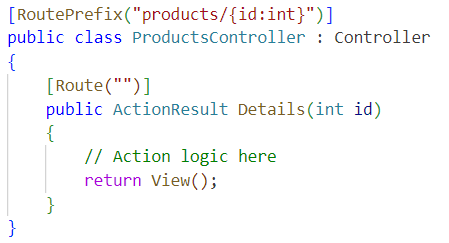 [RoutePrefix("products/{id:int}")]
public class ProductsController : Controller
{
    [Route("")]
    public ActionResult Details(int id)
    {
        // Action logic here
        return View();
    }
}